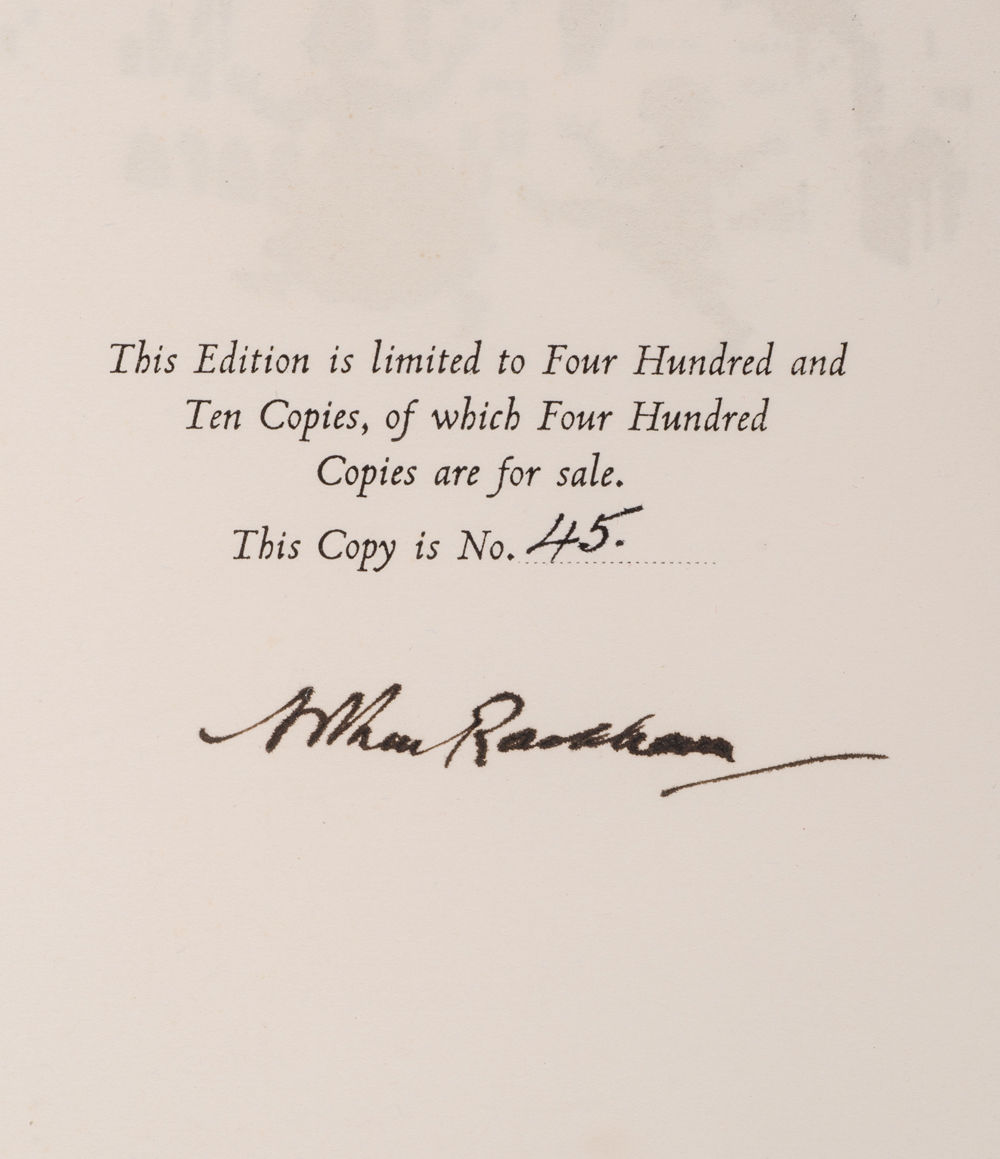 This Edition is limited to Four Hundred and
Ten Copies, of which Four Hundred
Copies are for sale.
This Copy is No. 45.
Arthur Rackham